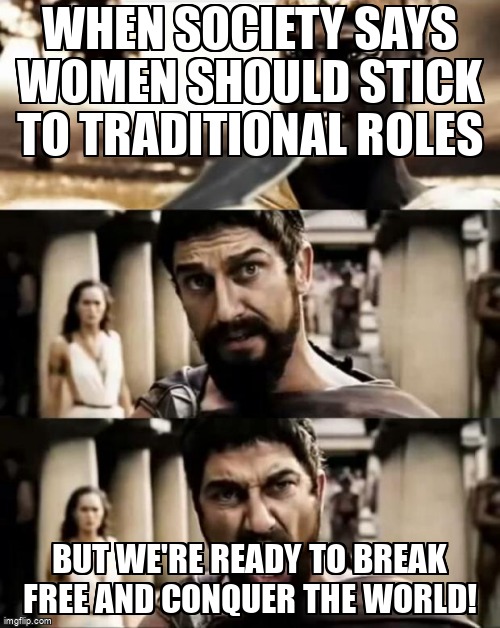 WHEN SOCIETY SAYS
WOMEN SHOULD STICK
TO TRADITIONAL ROLES
BUT WE'RE READY TO BREAK
FREE AND CONQUER THE WORLD!
imgflip.com